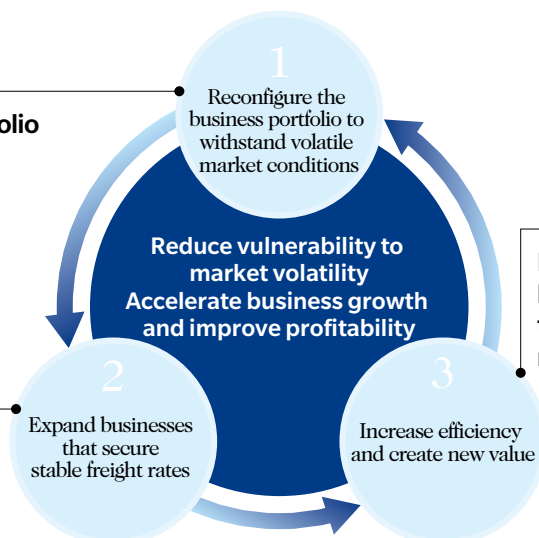 1
Reconfigure the
business portfolio to
withstand volatile
market conditions
olio
Reduce vulnerability to
market volatility
Accelerate business growth
and improve profitability
2
Expand businesses
that secure
stable freight rates
3
Increase efficiency
and create new value